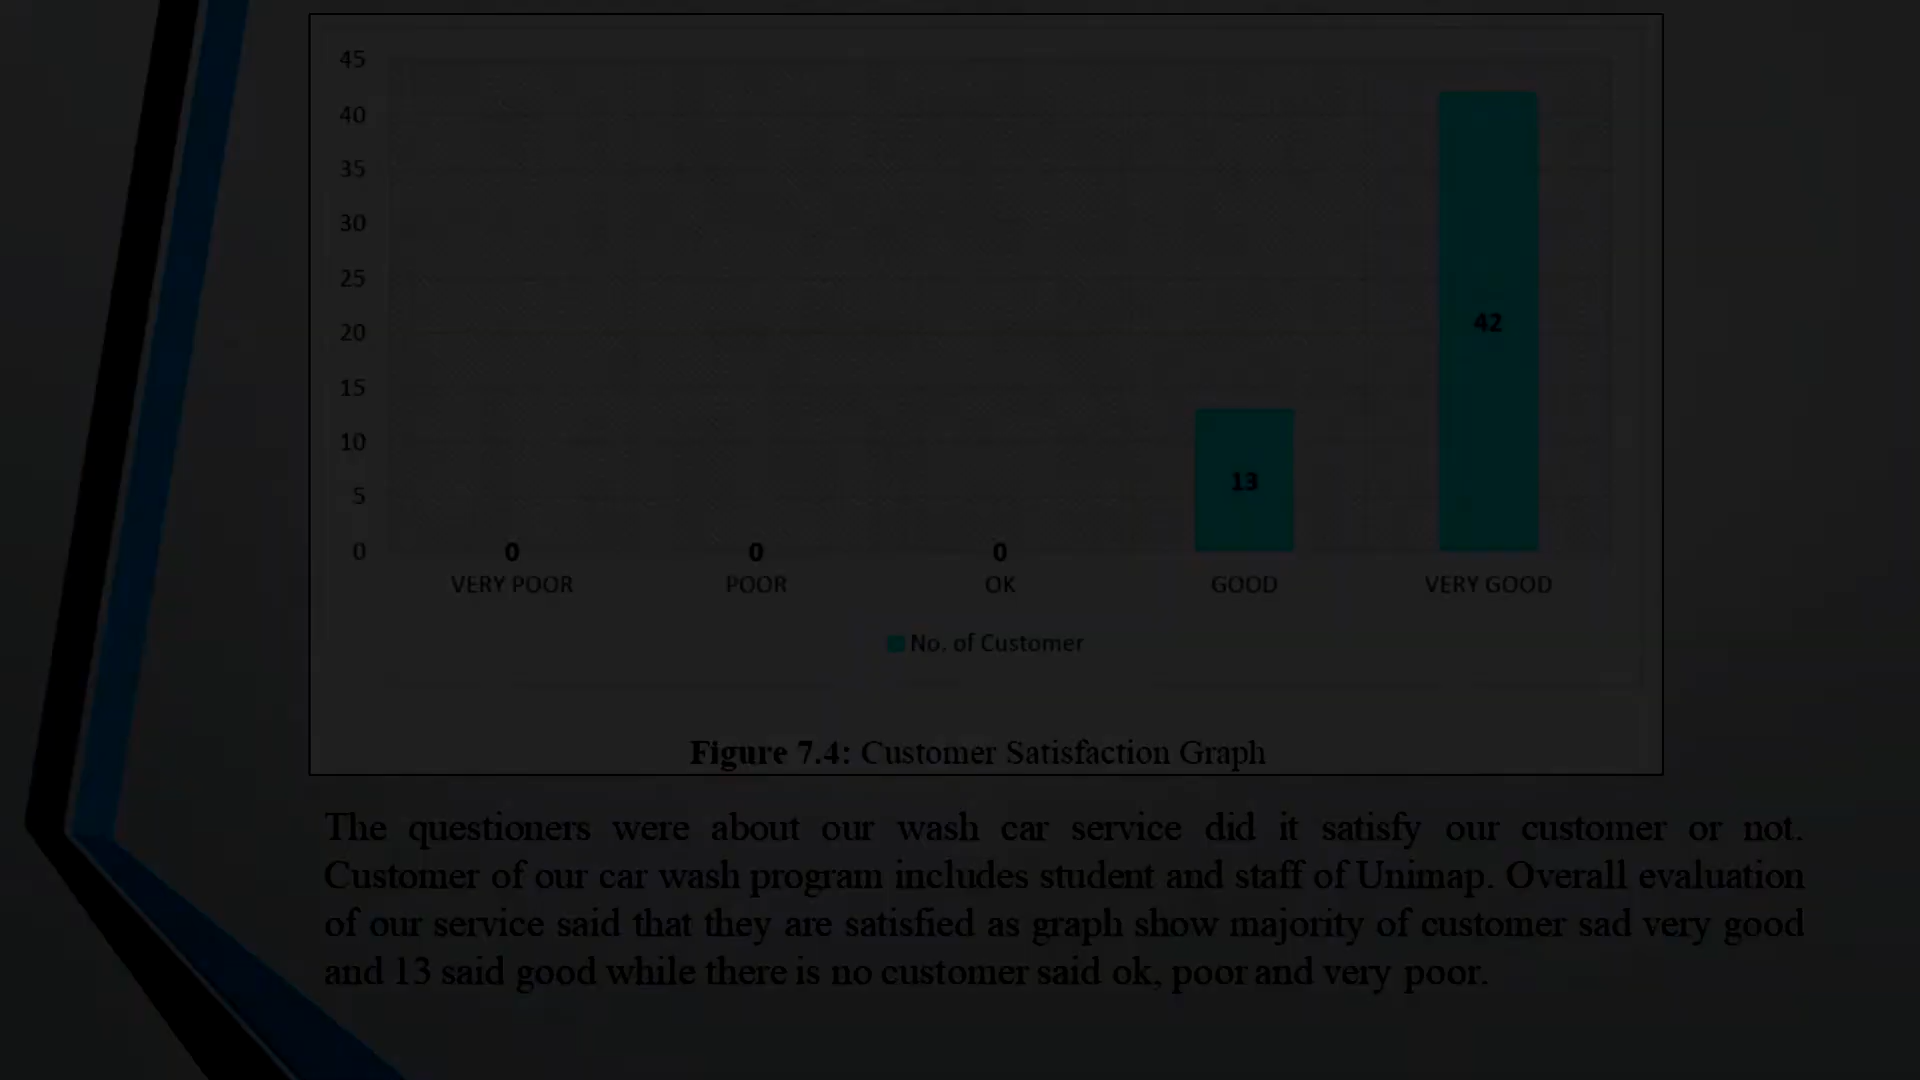 45
40
35
30
25
20
15
10
5
0
42
13
0 0 0
VERY POOR POOR OK GOOD VERY GOOD
No. of Customer
Figure 7.4: Customer Satisfaction Graph
The questioners were about our wash car service did it satisfy our customer or not.
Customer of our car wash program includes student and staff of Unimap. Overall evaluation
of our service said that they are satisfied as graph show majority of customer sad very good
and 13 said good while there is no customer said ok, poor and very poor.